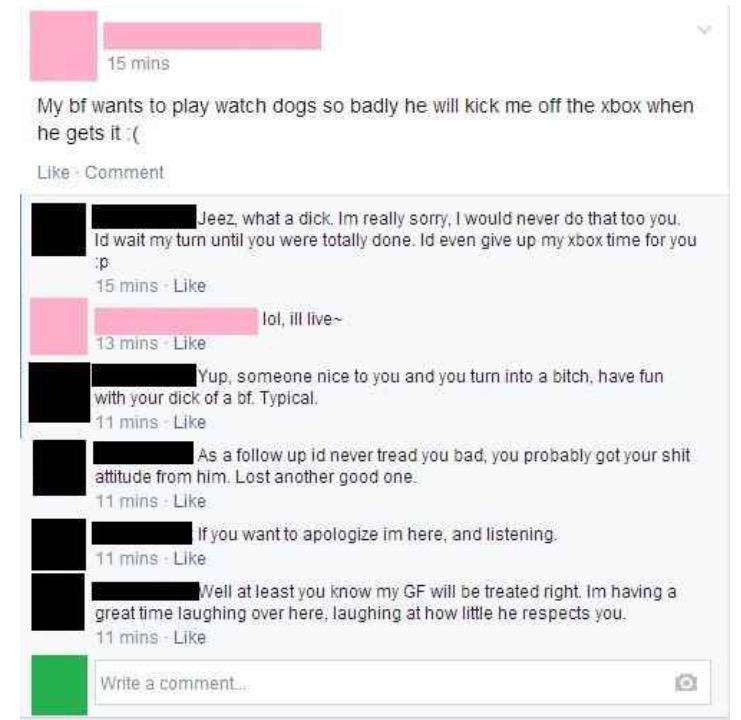 15 mins
My bf wants to play watch dogs so badly he will kick me off the xbox when
he gets it :(
Like · Comment
Jeez, what a dick. Im really sorry, I would never do that too you.
Id wait my turn until you were totally done. Id even give up my xbox time for you
:p
15 mins · Like
lol, ill live~
13 mins · Like
Yup, someone nice to you and you turn into a bitch, have fun
with your dick of a bf. Typical.
11 mins · Like
As a follow up id never tread you bad, you probably got your shit
attitude from him. Lost another good one.
11 mins · Like
If you want to apologize im here, and listening.
11 mins · Like
Well at least you know my GF will be treated right. Im having a
great time laughing over here, laughing at how little he respects you.
11 mins · Like
Write a comment...